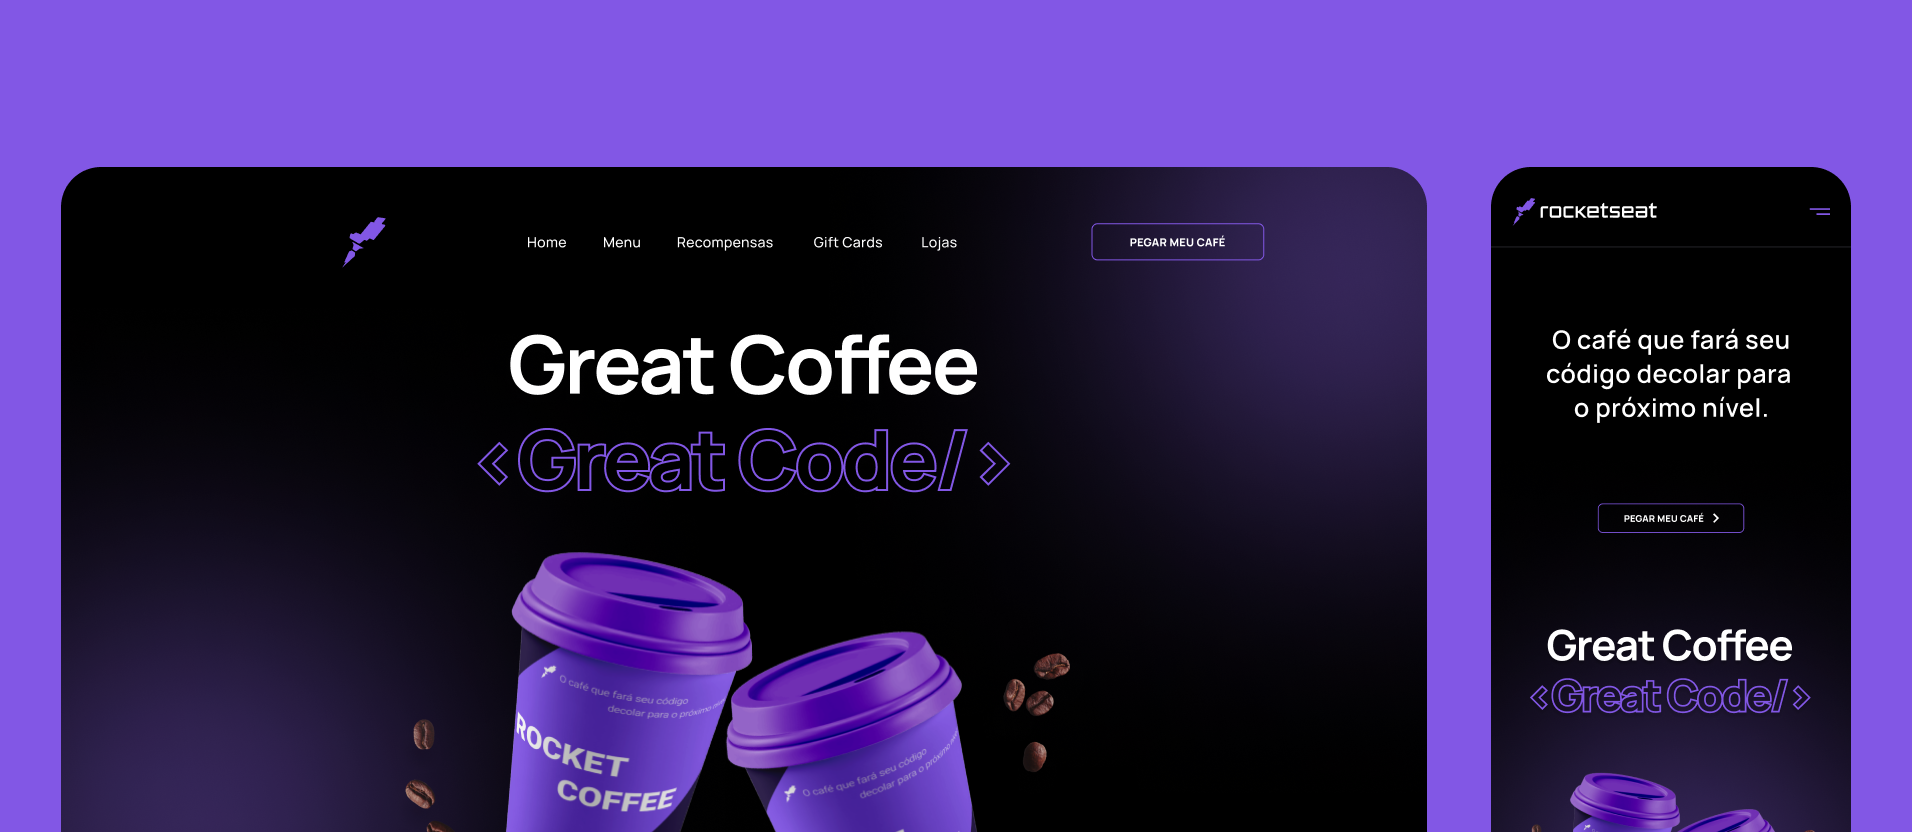 Home Menu Recompensas Gift Cards Lojas PEGAR MEU CAFÉ
Great Coffee
<Great Code/>
O café que fará seu código
decolar para o próximo
ROCKET
COFFEE
O café que fará seu código
decolar para o próximo
rocketseat
O café que fará seu
código decolar para
o próximo nível.
PEGAR MEU CAFÉ >
Great Coffee
<Great Code/>